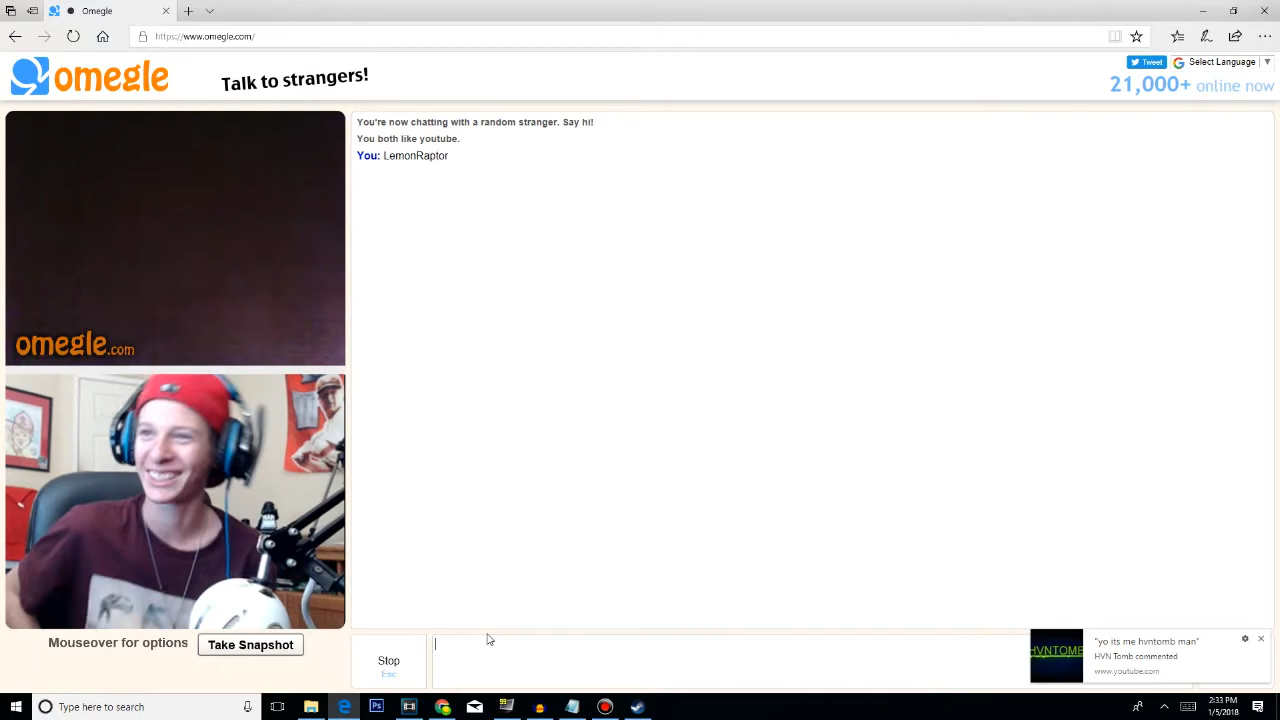 Omegle
https://www.omegle.com/
omegle
Talk to strangers!
Tweet
Select Language
21,000+ online now
You're now chatting with a random stranger. Say hi!
You both like youtube.
You: LemonRaptor
omegle.com
Mouseover for options
Take Snapshot
Stop
Esc
HVNTOMB
"yo its me hvntomb man"
HVN Tomb commented
www.youtube.com
Type here to search
2:33 PM
1/5/2018